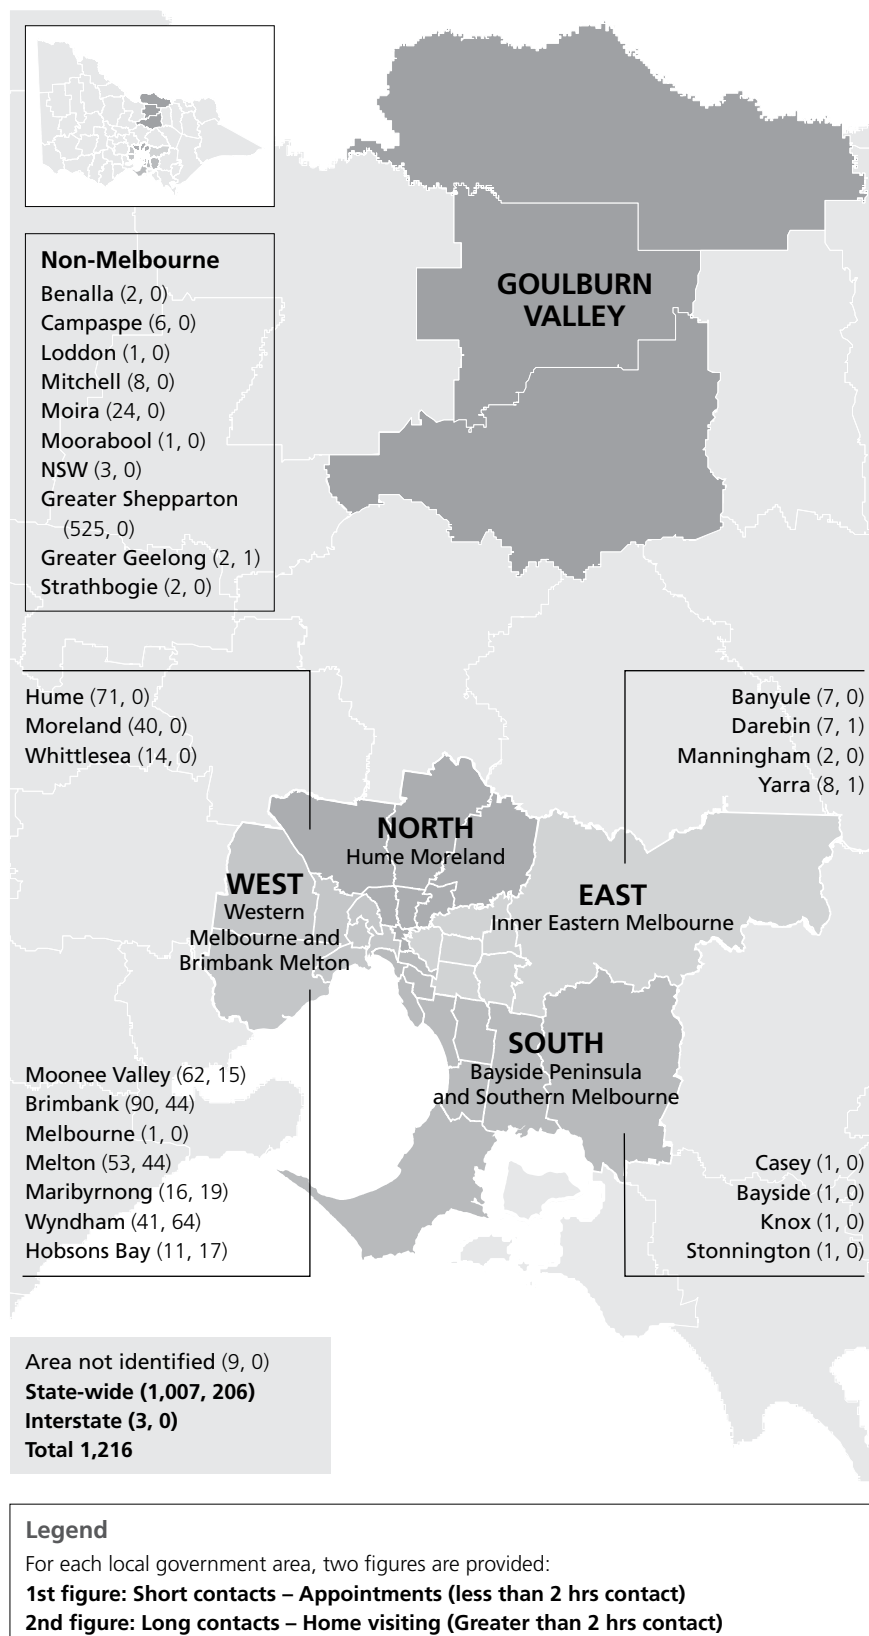 Non-Melbourne
Benalla (2, 0)
Campaspe (6, 0)
Loddon (1, 0)
Mitchell (8, 0)
Moira (24, 0)
Moorabool (1, 0)
NSW (3, 0)
Greater Shepparton
(525, 0)
Greater Geelong (2, 1)
Strathbogie (2, 0)
GOULBURN
VALLEY
Hume (71, 0)
Moreland (40, 0)
Whittlesea (14, 0)
Banyule (7, 0)
Darebin (7, 1)
Manningham (2, 0)
Yarra (8, 1)
NORTH
Hume Moreland
WEST
Western
Melbourne and
Brimbank Melton
EAST
Inner Eastern Melbourne
SOUTH
Bayside Peninsula
and Southern Melbourne
Moonee Valley (62, 15)
Brimbank (90, 44)
Melbourne (1, 0)
Melton (53, 44)
Maribyrnong (16, 19)
Wyndham (41, 64)
Hobsons Bay (11, 17)
Casey (1, 0)
Bayside (1, 0)
Knox (1, 0)
Stonnington (1, 0)
Area not identified (9, 0)
State-wide (1,007, 206)
Interstate (3, 0)
Total 1,216
Legend
For each local government area, two figures are provided:
1st figure: Short contacts – Appointments (less than 2 hrs contact)
2nd figure: Long contacts – Home visiting (Greater than 2 hrs contact)